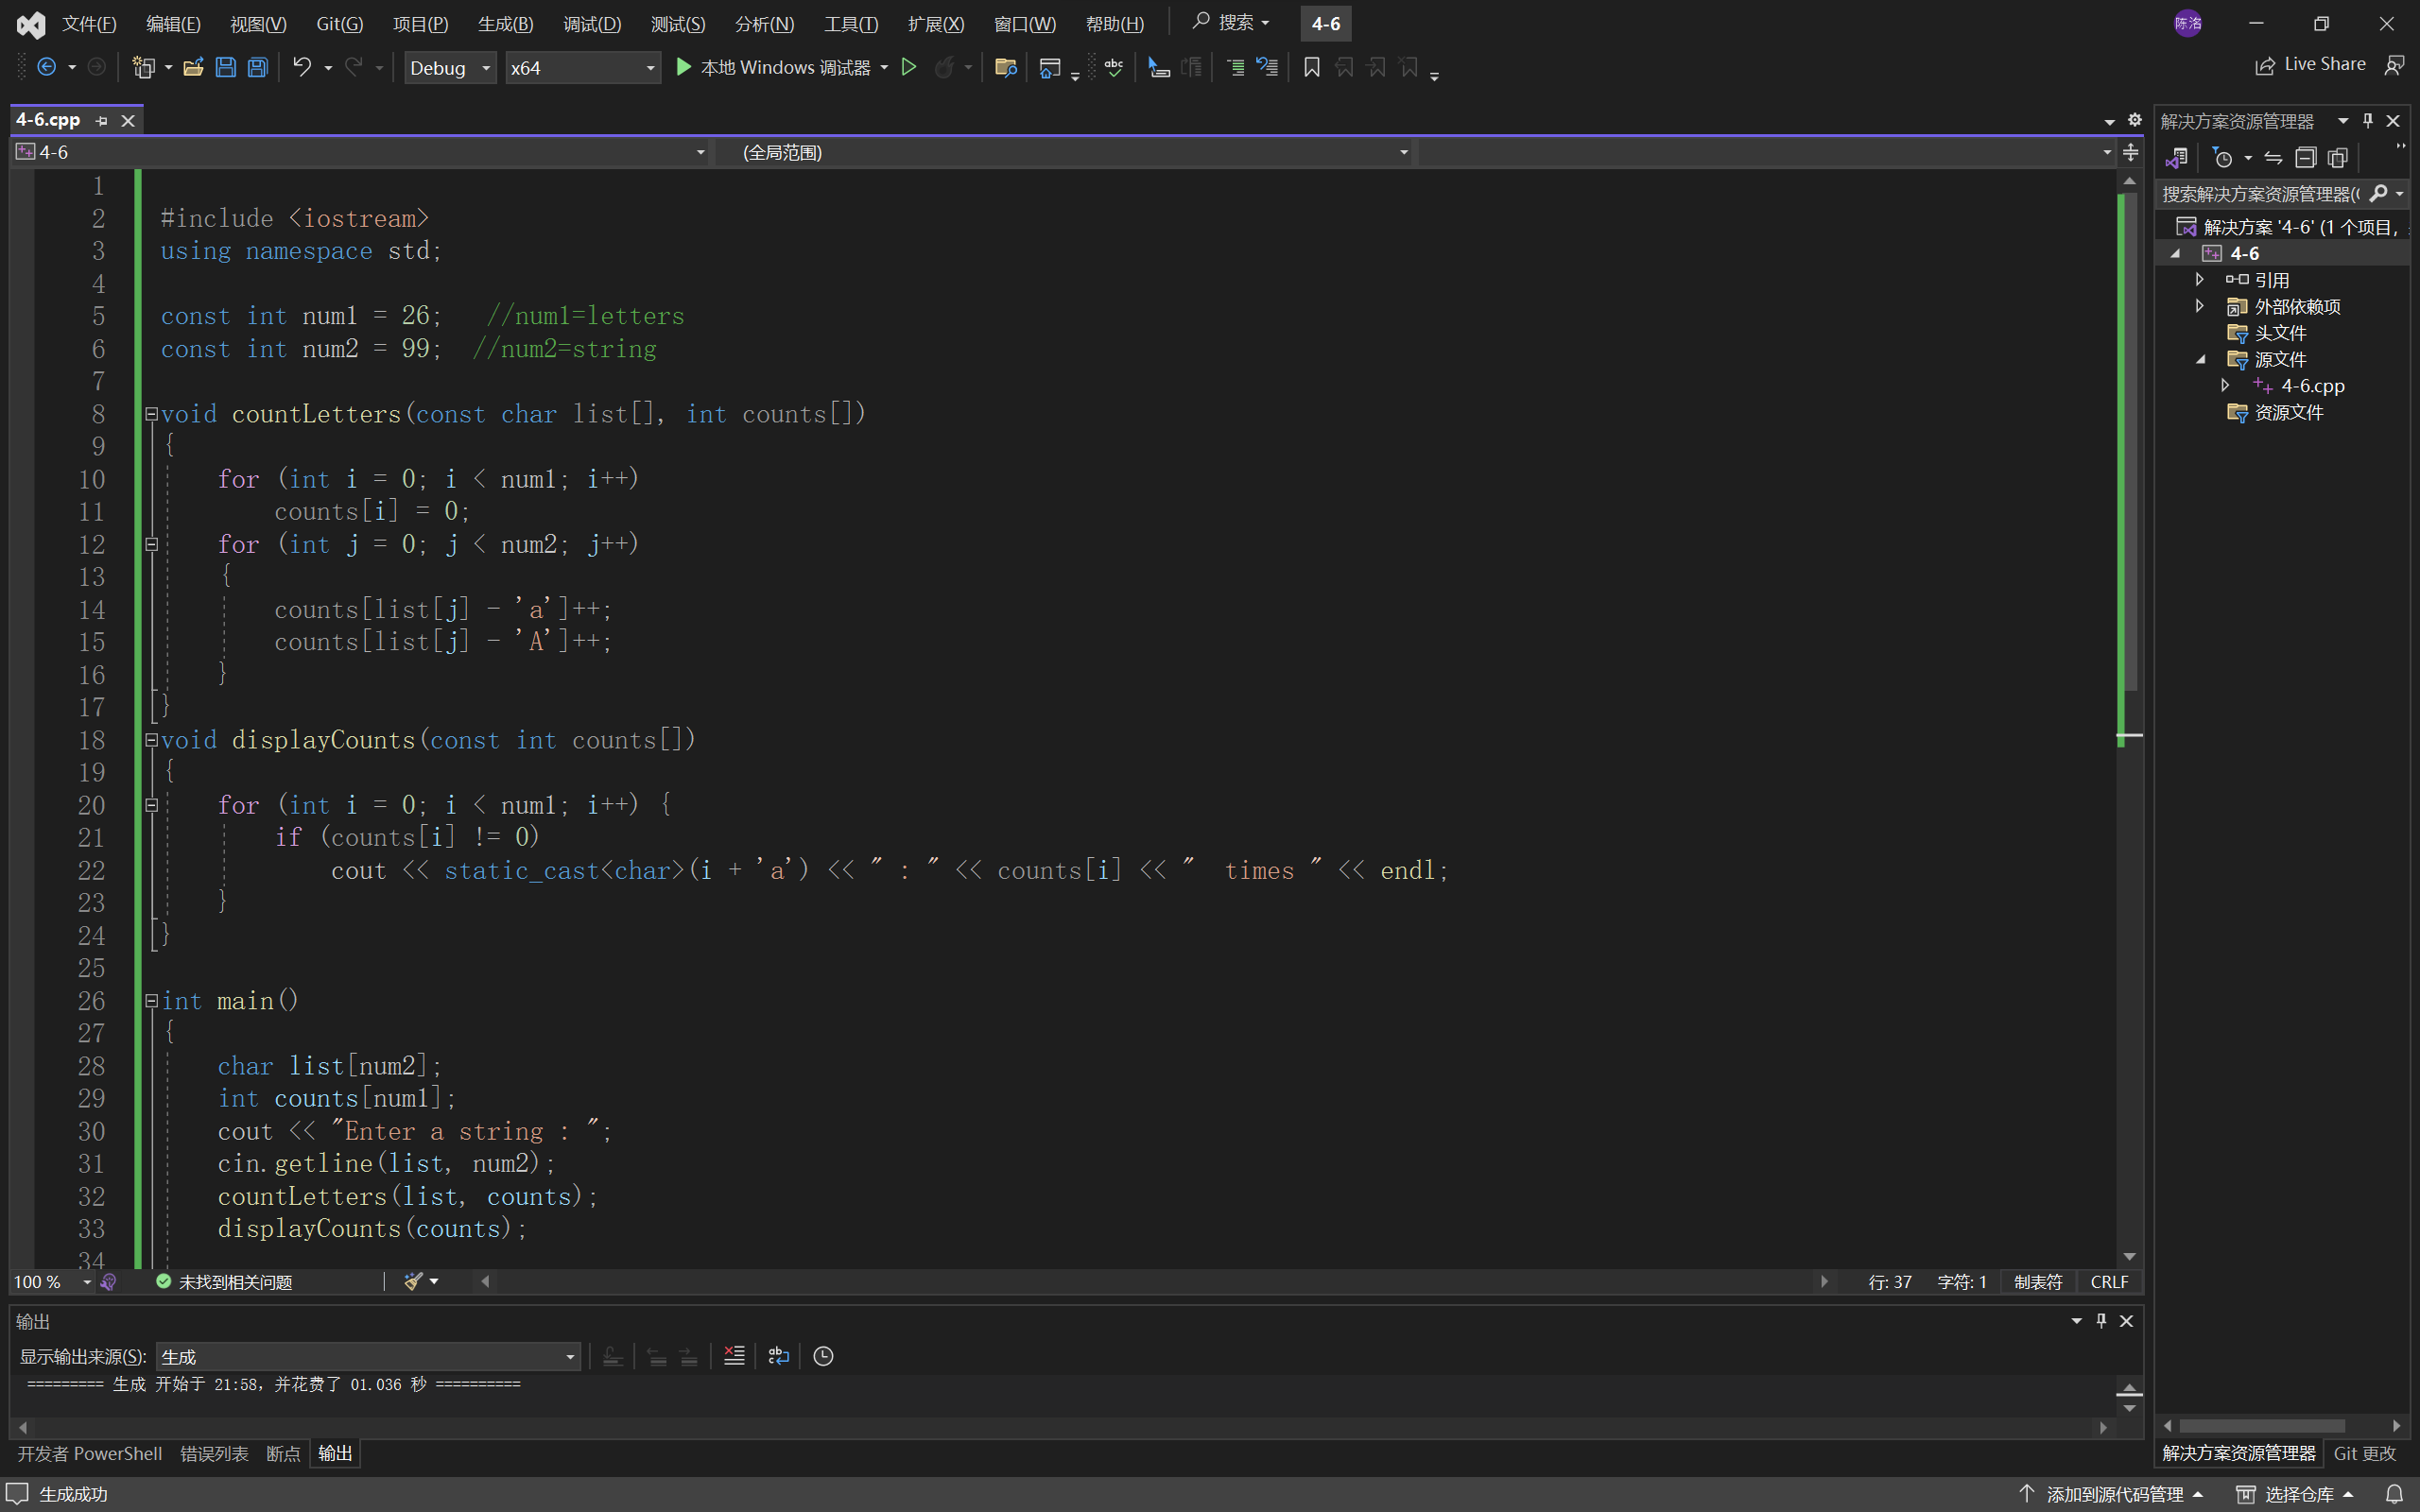 文件(F) 编辑(E) 视图(V) Git(G) 项目(P) 生成(B) 调试(D) 测试(S) 分析(N) 工具(T) 扩展(X) 窗口(W) 帮助(H) 搜索 4-6 陈洛
Debug x64 本地 Windows 调试器 Live Share
4-6.cpp
4-6 (全局范围)
1
2 #include <iostream>
3 using namespace std;
4
5 const int num1 = 26;   //num1=letters
6 const int num2 = 99;  //num2=string
7
8 void countLetters(const char list[], int counts[])
9 {
10     for (int i = 0; i < num1; i++)
11         counts[i] = 0;
12     for (int j = 0; j < num2; j++)
13     {
14         counts[list[j] - 'a']++;
15         counts[list[j] - 'A']++;
16     }
17 }
18 void displayCounts(const int counts[])
19 {
20     for (int i = 0; i < num1; i++) {
21         if (counts[i] != 0)
22             cout << static_cast<char>(i + 'a') << " : " << counts[i] << "  times " << endl;
23     }
24 }
25
26 int main()
27 {
28     char list[num2];
29     int counts[num1];
30     cout << "Enter a string : ";
31     cin.getline(list, num2);
32     countLetters(list, counts);
33     displayCounts(counts);
34
100 % 未找到相关问题 行: 37 字符: 1 制表符 CRLF
输出
显示输出来源(S): 生成
========= 生成 开始于 21:58，并花费了 01.036 秒 ==========
开发者 PowerShell 错误列表 断点 输出
解决方案资源管理器
搜索解决方案资源管理器(
解决方案 '4-6' (1 个项目，
4-6
引用
外部依赖项
头文件
源文件
4-6.cpp
资源文件
解决方案资源管理器 Git 更改
生成成功 添加到源代码管理 选择仓库